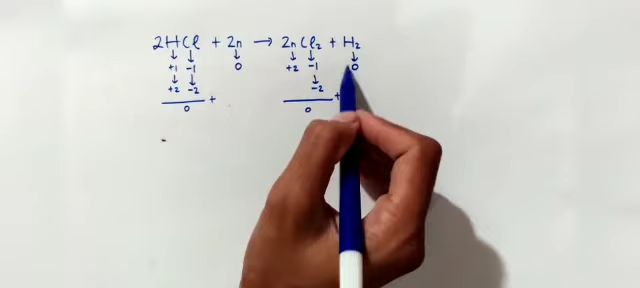 2HCl + Zn → ZnCl₂ + H₂
↓ ↓ ↓ ↓ ↓ ↓
+1 -1 0 +2 -1 0
↓ ↓ ↓
+2 -2 -2
+ +
0 0